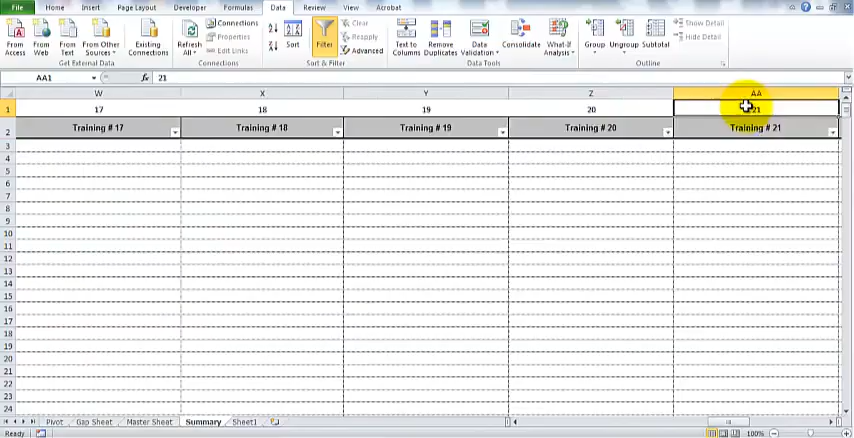 File Home Insert Page Layout Developer Formulas Data Review View Acrobat
From Access From Web From Text From Other Sources Existing Connections Refresh All Connections Properties Edit Links Sort Filter Clear Reapply Advanced Text to Columns Remove Duplicates Data Validation Consolidate What-If Analysis Group Ungroup Subtotal Show Detail Hide Detail
Get External Data Connections Sort & Filter Data Tools Outline
AA1 fx 21
W X Y Z AA
1 17 18 19 20 21
2 Training # 17 Training # 18 Training # 19 Training # 20 Training # 21
3
4
5
6
7
8
9
10
11
12
13
14
15
16
17
18
19
20
21
22
23
24
Pivot Gap Sheet Master Sheet Summary Sheet1
Ready 100%